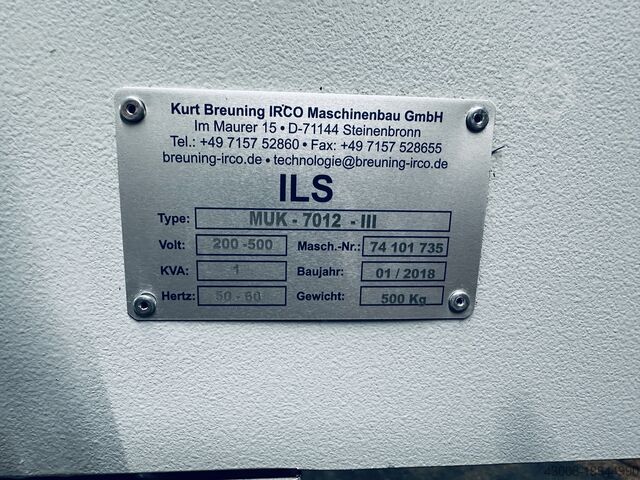 Kurt Breuning IRCO Maschinenbau GmbH
Im Maurer 15 • D-71144 Steinenbronn
Tel.: +49 7157 52860 • Fax: +49 7157 528655
breuning-irco.de • technologie@breuning-irco.de
ILS
Type: MUK - 7012 - III
Volt: 200 -500 Masch.-Nr.: 74 101 735
KVA: 1 Baujahr: 01 / 2018
Hertz: 50 - 60 Gewicht: 500 Kg